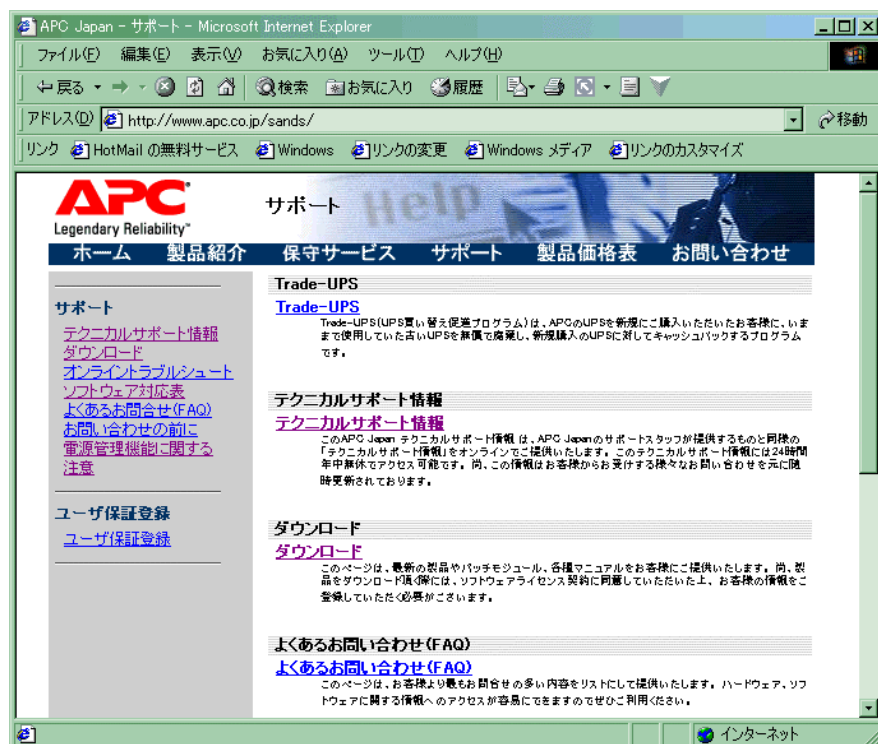 APC Japan - サポート - Microsoft Internet Explorer
ファイル(F) 編集(E) 表示(V) お気に入り(A) ツール(T) ヘルプ(H)
戻る 検索 お気に入り 履歴
アドレス(D) http://www.apc.co.jp/sands/ 移動
リンク HotMail の無料サービス Windows リンクの変更 Windows メディア リンクのカスタマイズ
APC
Legendary Reliability™
サポート
Help
ホーム 製品紹介 保守サービス サポート 製品価格表 お問い合わせ
サポート
テクニカルサポート情報
ダウンロード
オンライントラブルシュート
ソフトウェア対応表
よくあるお問合せ(FAQ)
お問い合わせの前に
電源管理機能に関する
注意
ユーザ保証登録
ユーザ保証登録
Trade-UPS
Trade-UPS
Trade-UPS(UPS買い替え促進プログラム)は、APCのUPSを新規にご購入いただいたお客様に、いま
まで使用していた古いUPSを無償で廃棄し、新規購入のUPSに対してキャッシュバックするプログラム
です。
テクニカルサポート情報
テクニカルサポート情報
このAPC Japan テクニカルサポート情報 は、APC Japanのサポートスタッフが提供するものと同様の
「テクニカルサポート情報」をオンラインでご提供いたします。このテクニカルサポート情報には24時間
年中無休でアクセス可能です。尚、この情報はお客様からお受けする様々なお問い合わせを元に随
時更新されております。
ダウンロード
ダウンロード
このページは、最新の製品やパッチモジュール、各種マニュアルをお客様にご提供いたします。尚、製
品をダウンロード頂く際には、ソフトウェアライセンス契約に同意していただいた上、お客様の情報をご
登録していただく必要がございます。
よくあるお問い合わせ(FAQ)
よくあるお問い合わせ(FAQ)
このページは、お客様より最もお問合せの多い内容をリストにして提供いたします。ハードウェア、ソフ
トウェアに関する情報へのアクセスが容易にできますのでぜひご利用ください。
インターネット